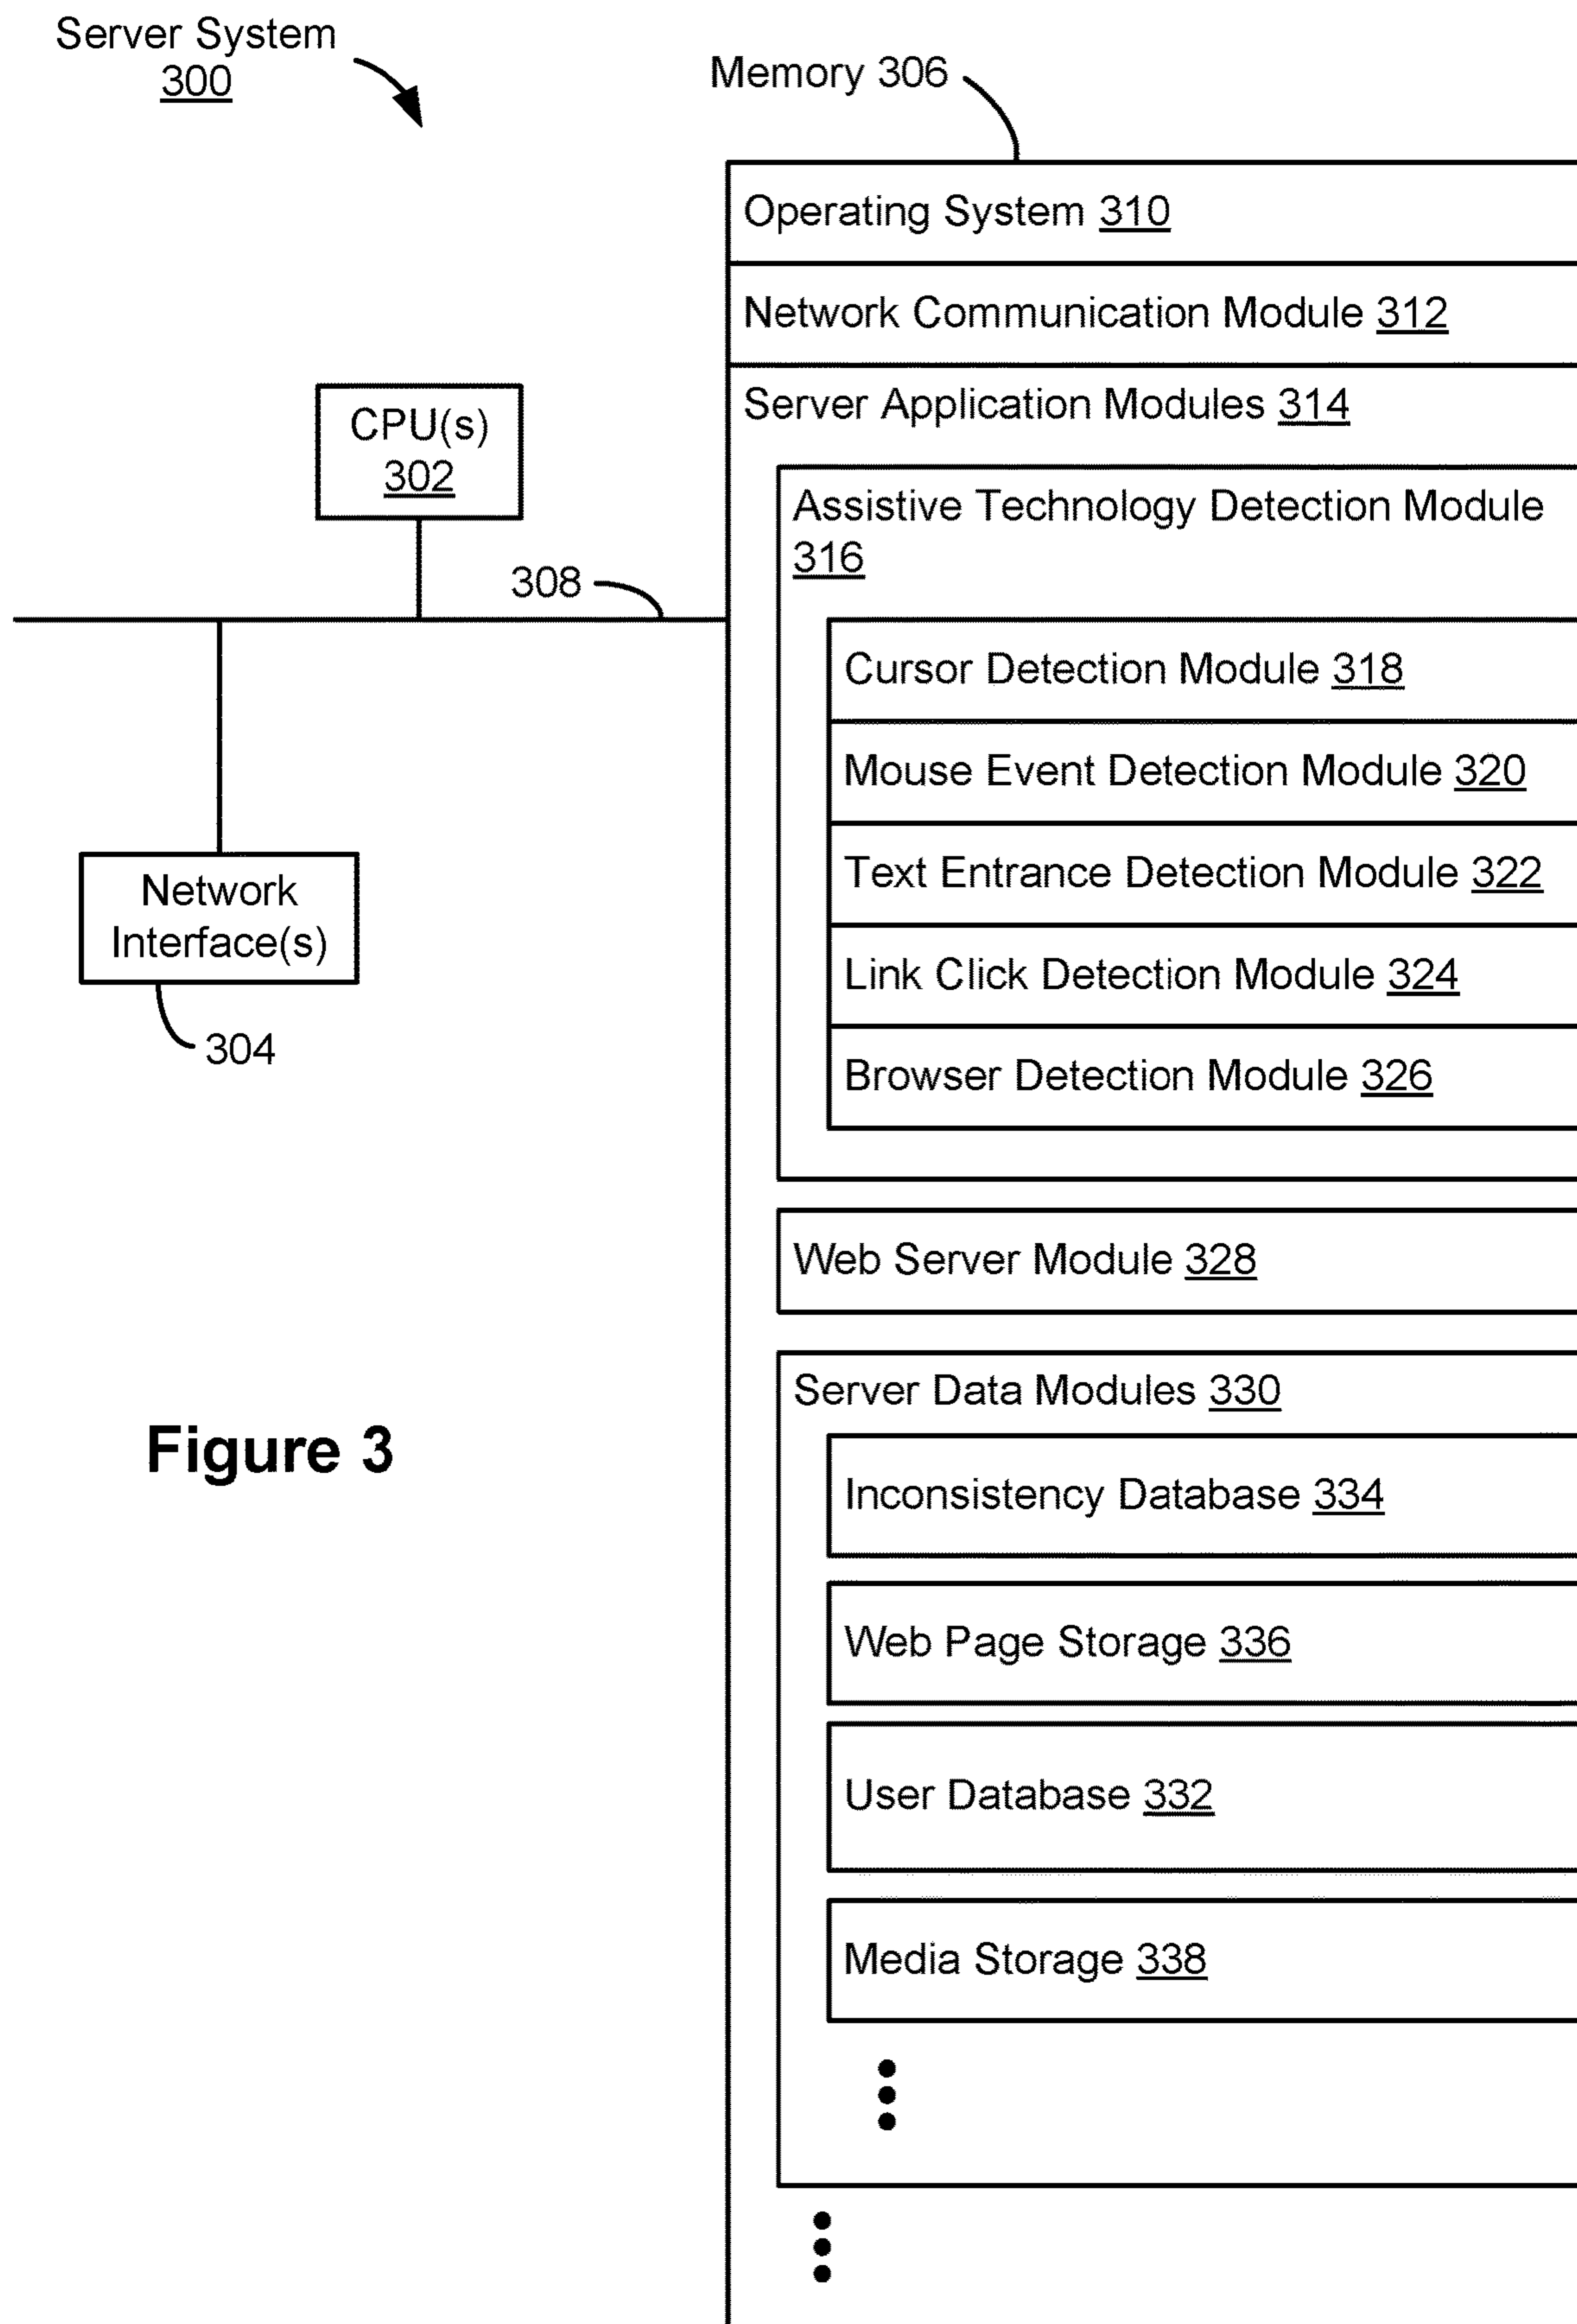 Server System
300
Memory 306
Operating System 310
Network Communication Module 312
Server Application Modules 314
CPU(s)
302
Assistive Technology Detection Module
316
308
Cursor Detection Module 318
Mouse Event Detection Module 320
Text Entrance Detection Module 322
Network
Interface(s)
304
Link Click Detection Module 324
Browser Detection Module 326
Web Server Module 328
Server Data Modules 330
Figure 3
Inconsistency Database 334
Web Page Storage 336
User Database 332
Media Storage 338